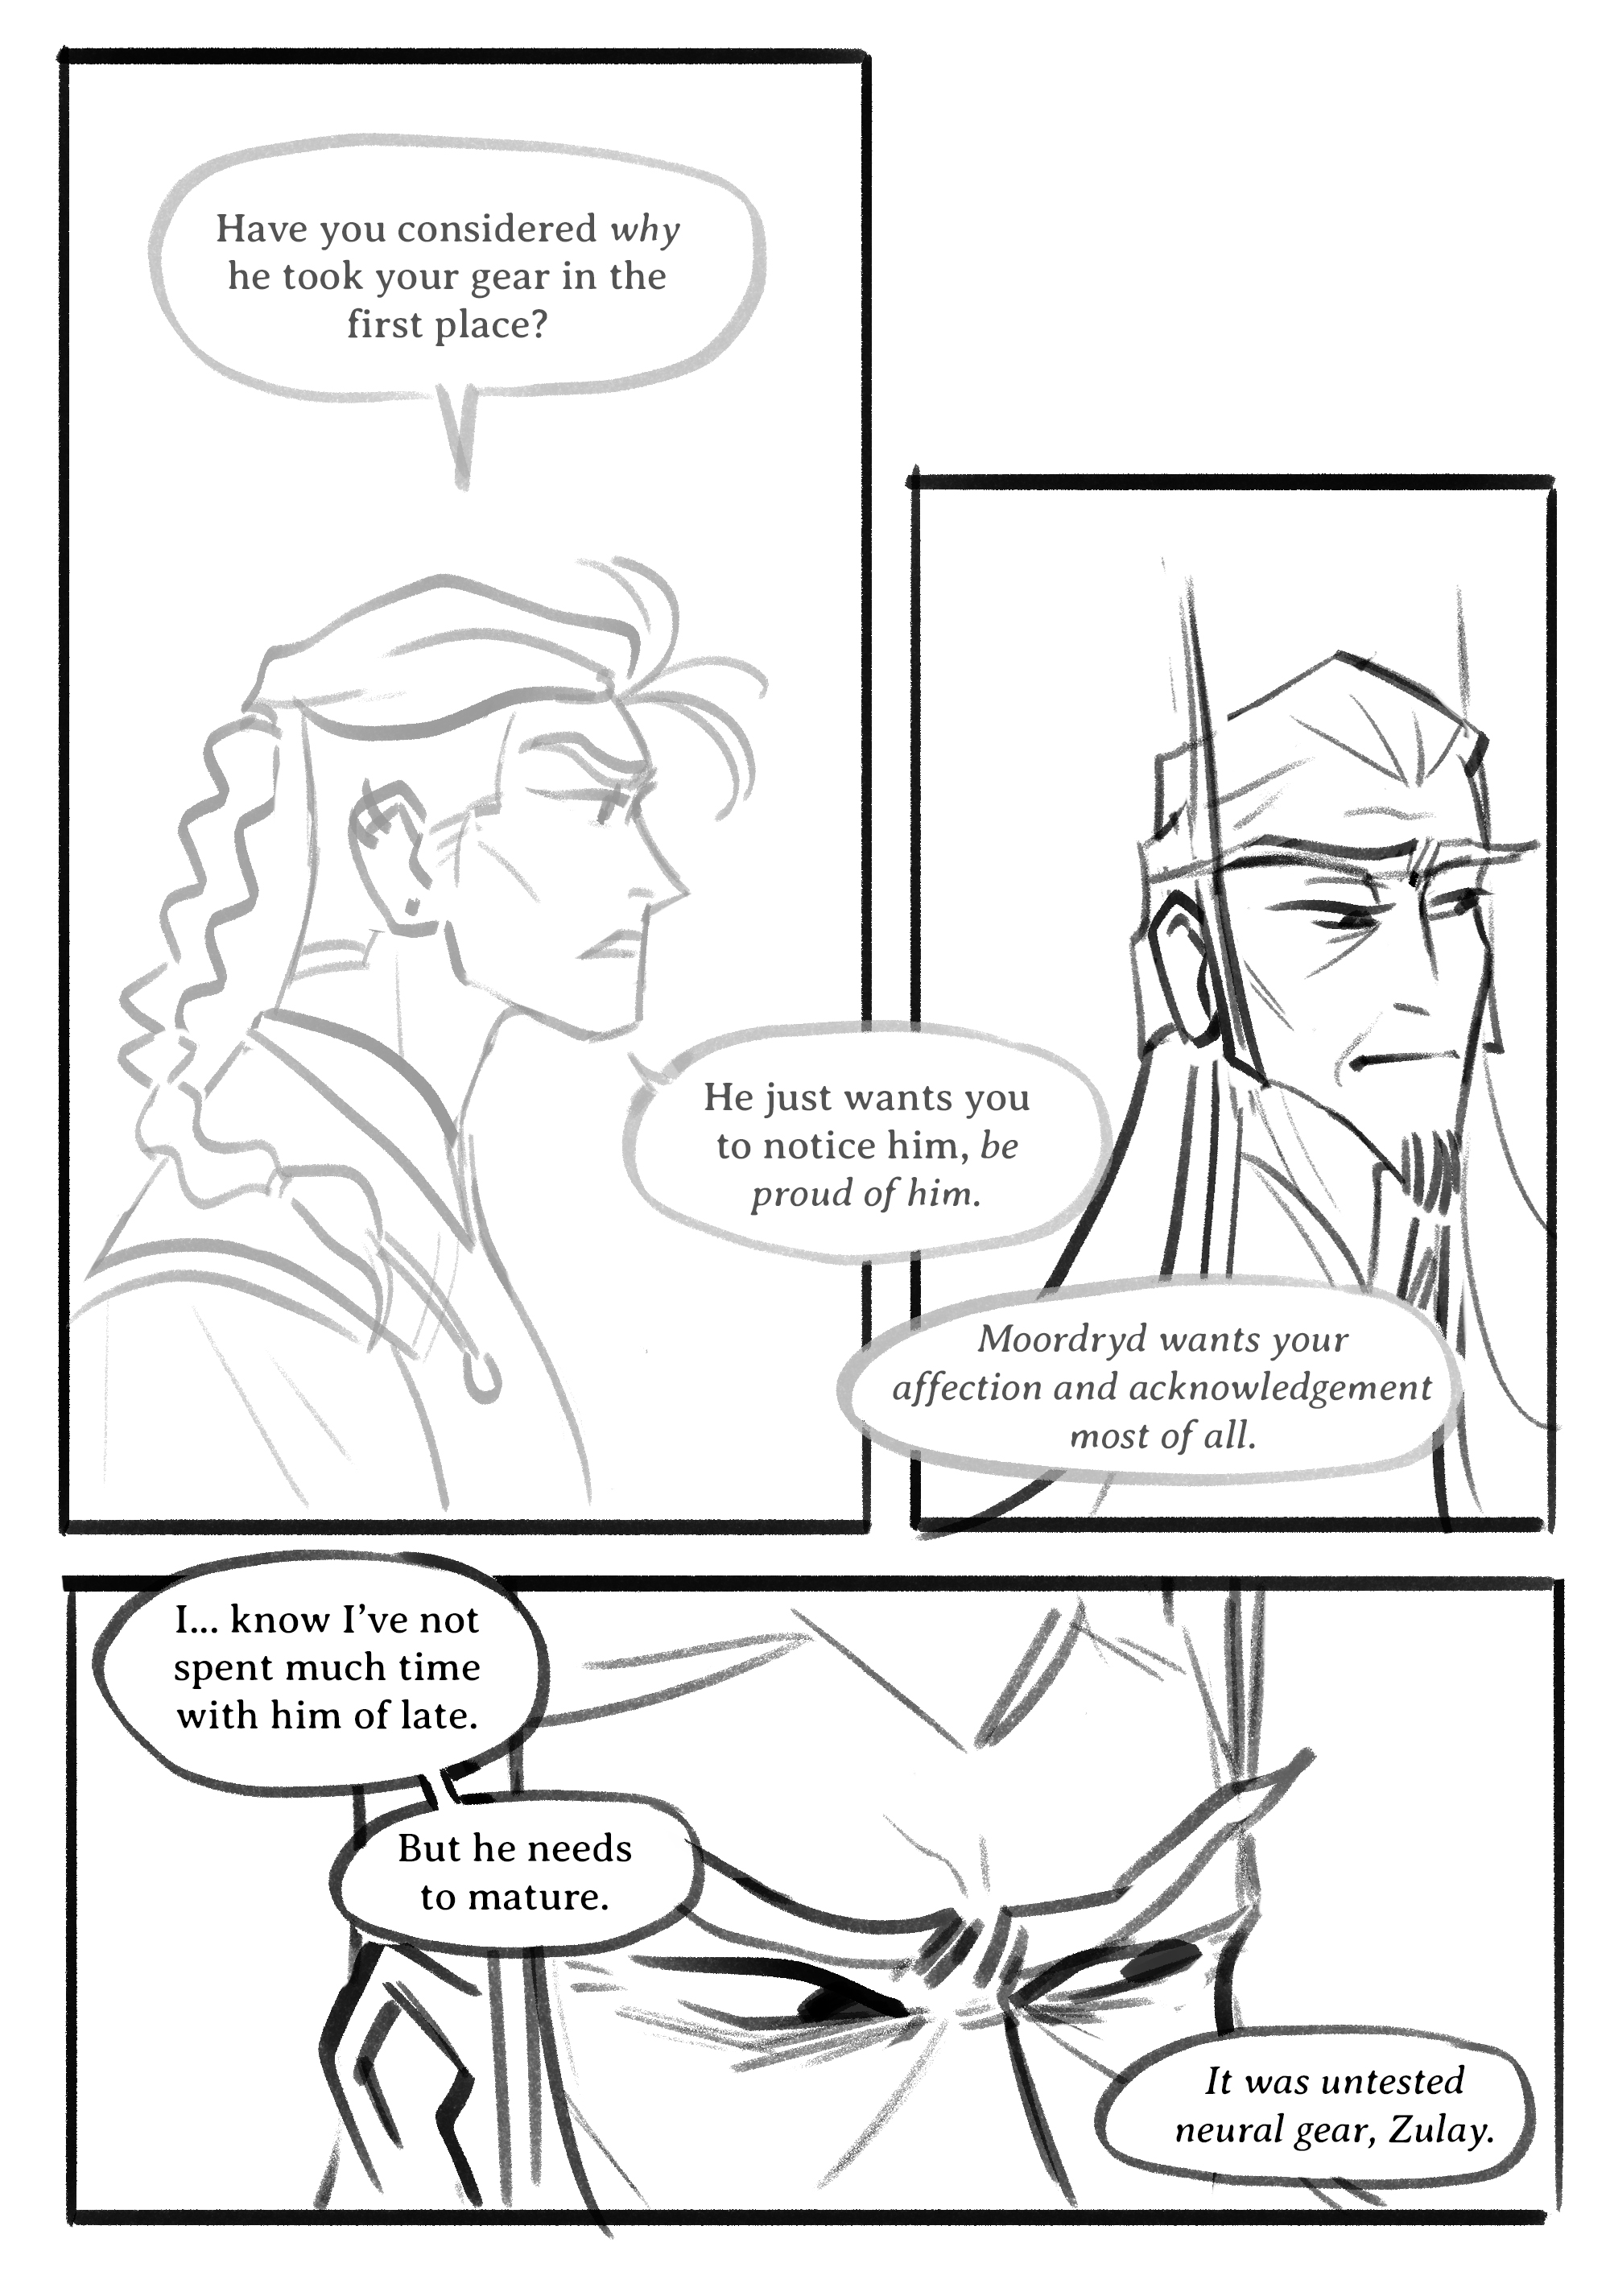 Have you considered why
he took your gear in the
first place?
He just wants you
to notice him, be
proud of him.
Moordryd wants your
affection and acknowledgement
most of all.
I... know I’ve not
spent much time
with him of late.
But he needs
to mature.
It was untested
neural gear, Zulay.